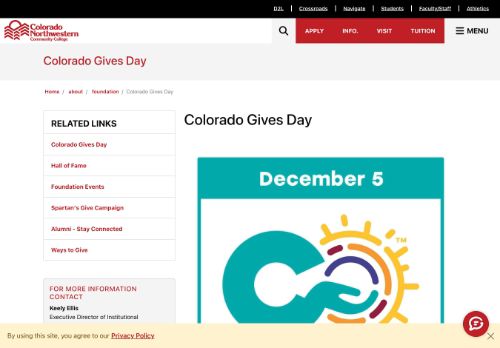 D2L | Crossroads | Navigate | Students | Faculty/Staff | Athletics
Colorado
Northwestern
Community College
APPLY INFO. VISIT TUITION MENU
Colorado Gives Day
Home / about / foundation / Colorado Gives Day
RELATED LINKS
Colorado Gives Day
Hall of Fame
Foundation Events
Spartan's Give Campaign
Alumni - Stay Connected
Ways to Give
FOR MORE INFORMATION
CONTACT
Keely Ellis
Executive Director of Institutional
Colorado Gives Day
December 5
TM
By using this site, you agree to our Privacy Policy